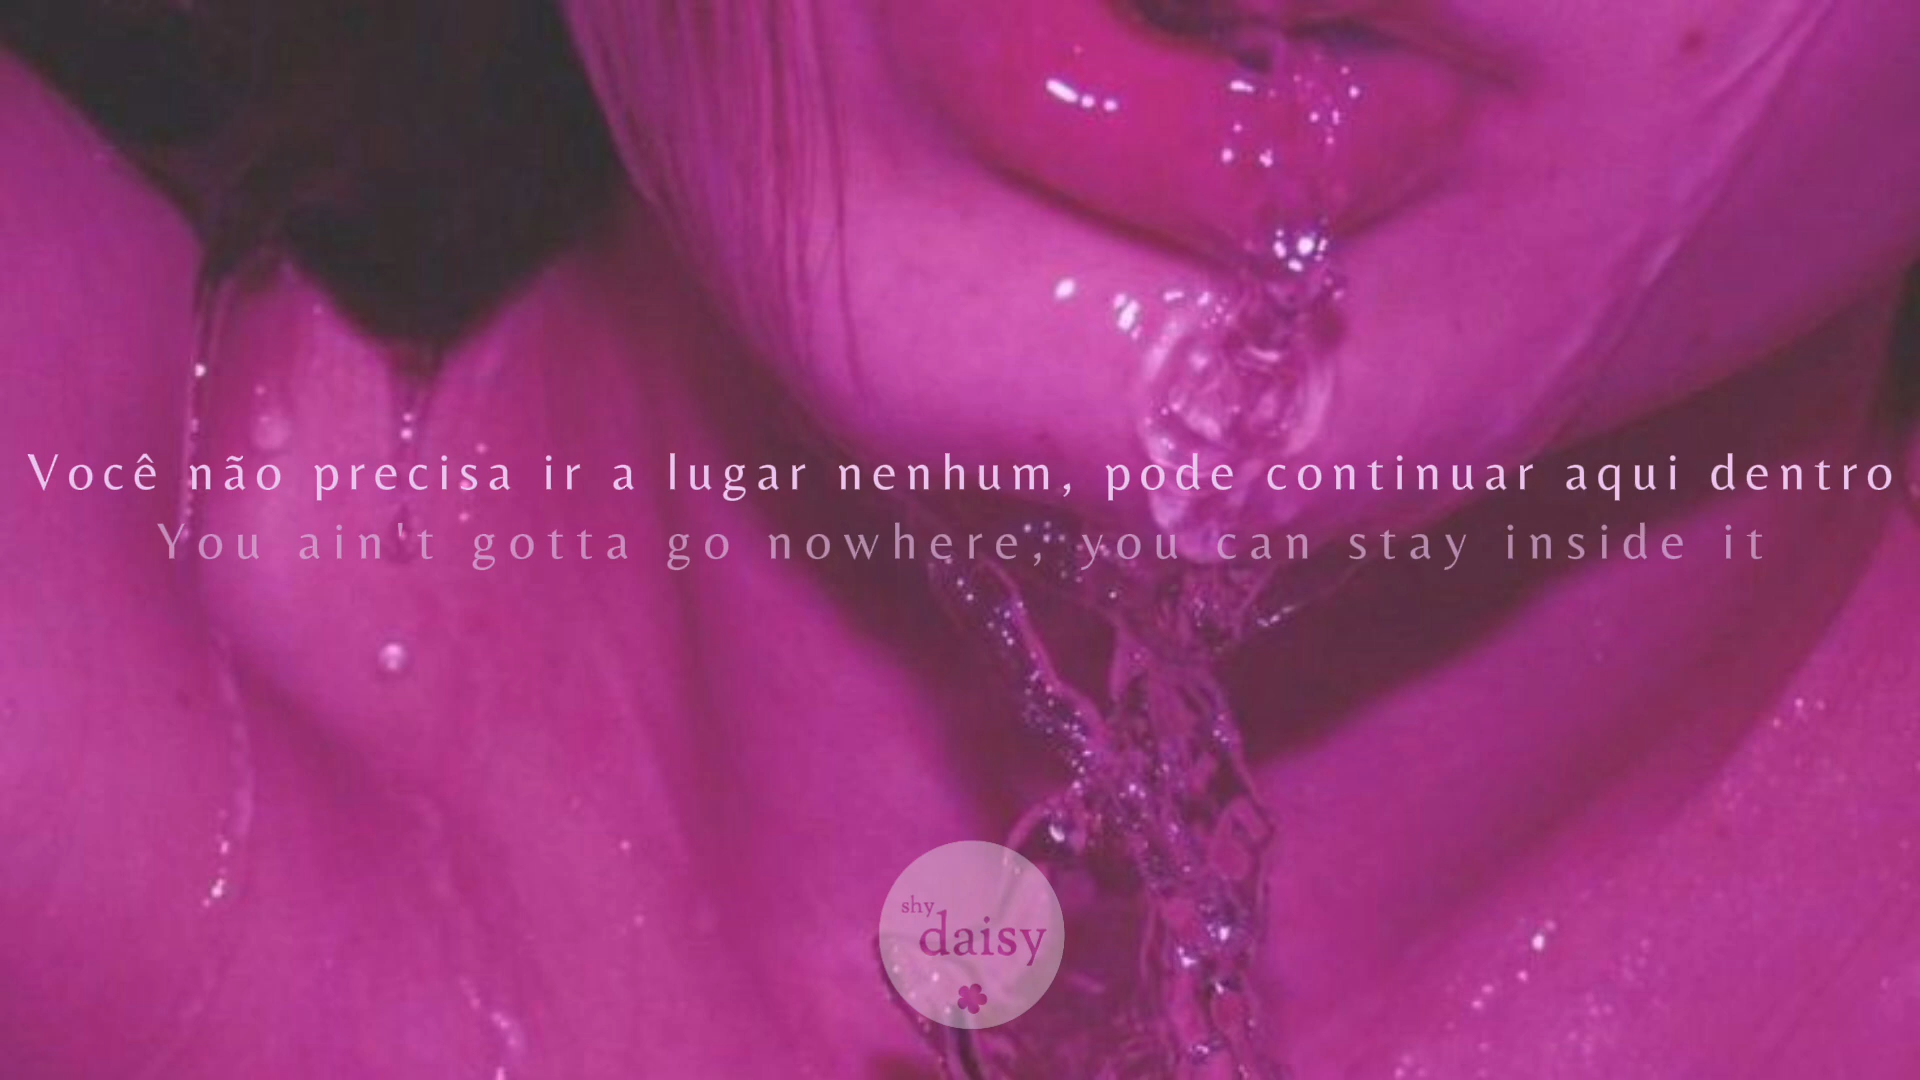 Você não precisa ir a lugar nenhum, pode continuar aqui dentro
You ain't gotta go nowhere, you can stay inside it
shy
daisy